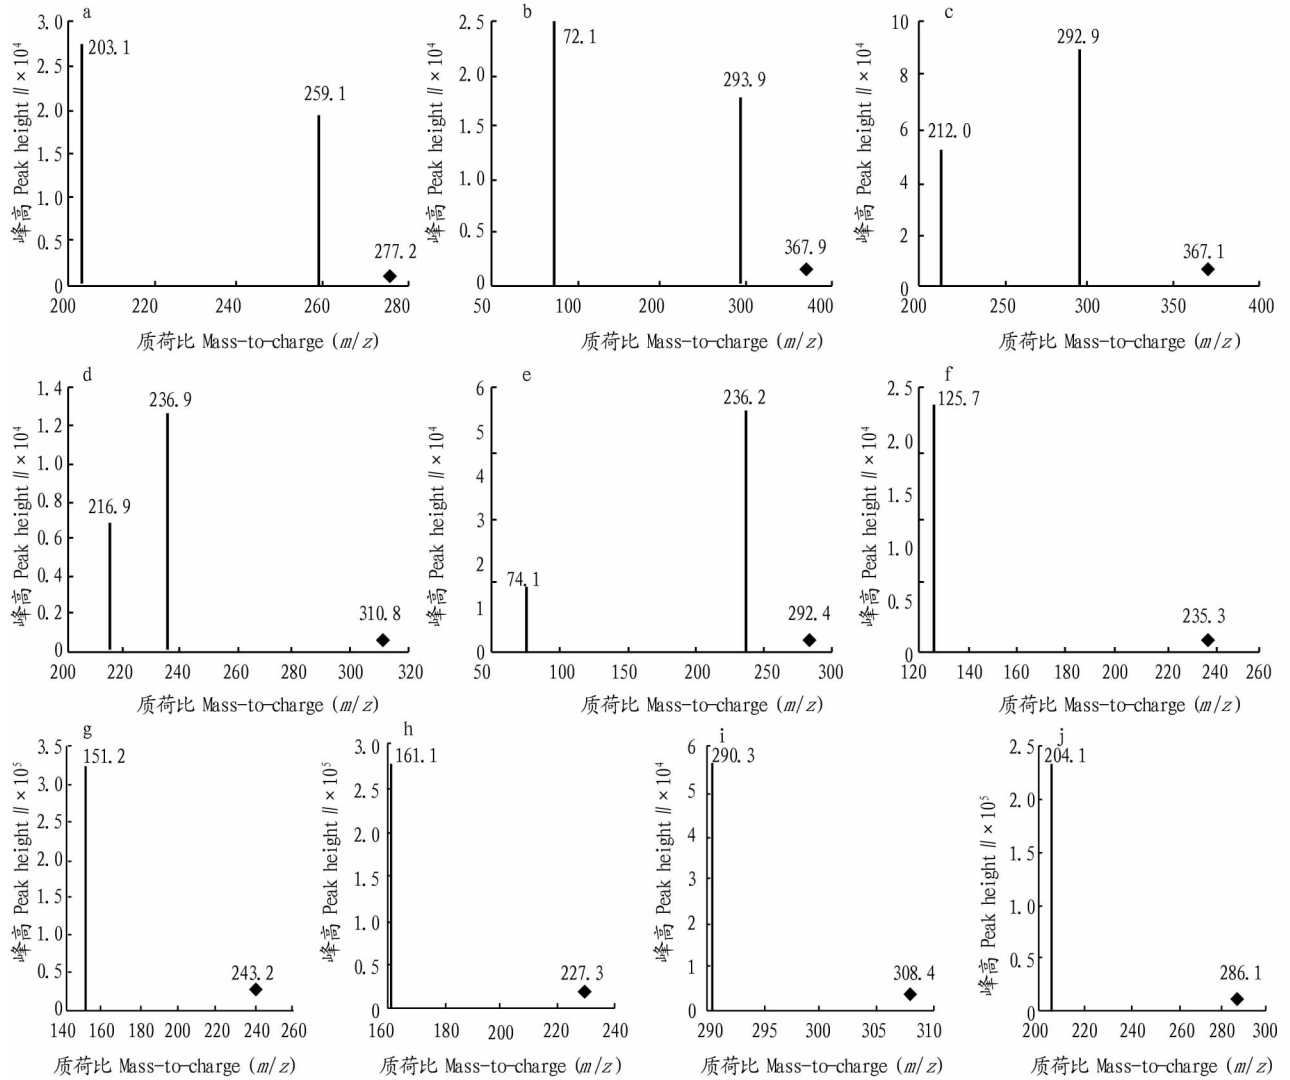 a
峰高 Peak height // × 10⁴
3.0
2.5
2.0
1.5
1.0
0.5
0
203.1
259.1
277.2
200 220 240 260 280
质荷比 Mass-to-charge (m/z)
b
峰高 Peak height // × 10⁴
2.5
2.0
1.5
1.0
0.5
0
72.1
293.9
367.9
50 100 200 300 400
质荷比 Mass-to-charge (m/z)
c
峰高 Peak height // × 10⁴
10
8
6
4
2
0
292.9
212.0
367.1
200 250 300 350 400
质荷比 Mass-to-charge (m/z)
d
峰高 Peak height // × 10⁴
1.4
1.2
1.0
0.8
0.6
0.4
0.2
0
236.9
216.9
310.8
200 220 240 260 280 300 320
质荷比 Mass-to-charge (m/z)
e
峰高 Peak height // × 10⁴
6
5
4
3
2
1
0
236.2
74.1
292.4
50 100 150 200 250 300
质荷比 Mass-to-charge (m/z)
f
峰高 Peak height // × 10⁴
2.5
2.0
1.5
1.0
0.5
0
125.7
235.3
120 140 160 180 200 220 240 260
质荷比 Mass-to-charge (m/z)
g
峰高 Peak height // × 10⁵
3.5
3.0
2.5
2.0
1.5
1.0
0.5
0
151.2
243.2
140 160 180 200 220 240 260
质荷比 Mass-to-charge (m/z)
h
峰高 Peak height // × 10⁵
3.0
2.5
2.0
1.5
1.0
0.5
0
161.1
227.3
160 180 200 220 240
质荷比 Mass-to-charge (m/z)
i
峰高 Peak height // × 10⁴
6
5
4
3
2
1
0
290.3
308.4
290 295 300 305 310
质荷比 Mass-to-charge (m/z)
j
峰高 Peak height // × 10⁵
2.5
2.0
1.5
1.0
0.5
0
204.1
286.1
200 220 240 360 280 300
质荷比 Mass-to-charge (m/z)